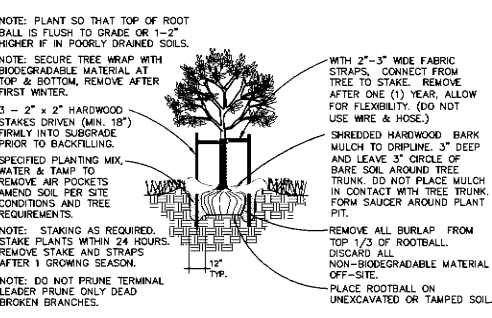 NOTE: PLANT SO THAT TOP OF ROOT
BALL IS FLUSH TO GRADE OR 1-2"
HIGHER IF IN POORLY DRAINED SOILS.
NOTE: SECURE TREE WRAP WITH
BIODEGRADABLE MATERIAL AT
TOP & BOTTOM, REMOVE AFTER
FIRST WINTER.
3 - 2" x 2" HARDWOOD
STAKES DRIVEN (MIN. 18")
FIRMLY INTO SUBGRADE
PRIOR TO BACKFILLING.
SPECIFIED PLANTING MIX,
WATER & TAMP TO
REMOVE AIR POCKETS
AMEND SOIL PER SITE
CONDITIONS AND TREE
REQUIREMENTS.
NOTE: STAKING AS REQUIRED.
STAKE PLANTS WITHIN 24 HOURS.
REMOVE STAKE AND STRAPS
AFTER 1 GROWING SEASON.
NOTE: DO NOT PRUNE TERMINAL
LEADER PRUNE ONLY DEAD
BROKEN BRANCHES.
12"
TYP.
WITH 2"-3" WIDE FABRIC
STRAPS, CONNECT FROM
TREE TO STAKE. REMOVE
AFTER ONE (1) YEAR, ALLOW
FOR FLEXIBILITY. (DO NOT
USE WIRE & HOSE.)
SHREDDED HARDWOOD BARK
MULCH TO DRIPLINE. 3" DEEP
AND LEAVE 3" CIRCLE OF
BARE SOIL AROUND TREE
TRUNK. DO NOT PLACE MULCH
IN CONTACT WITH TREE TRUNK.
FORM SAUCER AROUND PLANT
PIT.
REMOVE ALL BURLAP FROM
TOP 1/3 OF ROOTBALL.
DISCARD ALL
NON-BIODEGRADABLE MATERIAL
OFF-SITE.
PLACE ROOTBALL ON
UNEXCAVATED OR TAMPED SOIL.